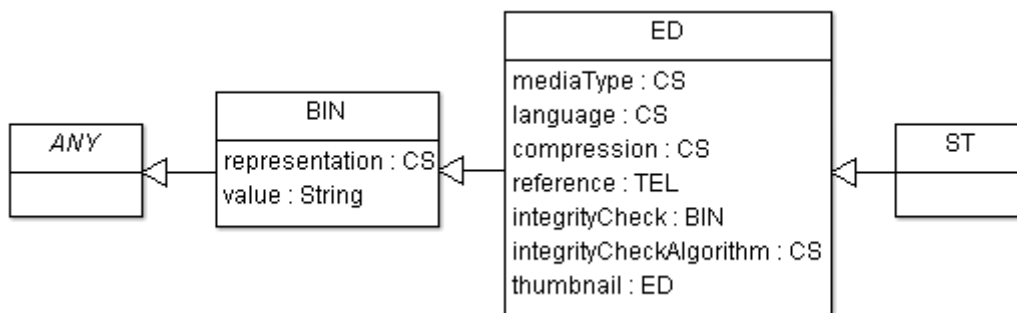 ANY
BIN
representation : CS
value : String
ED
mediaType : CS
language : CS
compression : CS
reference : TEL
integrityCheck : BIN
integrityCheckAlgorithm : CS
thumbnail : ED
ST